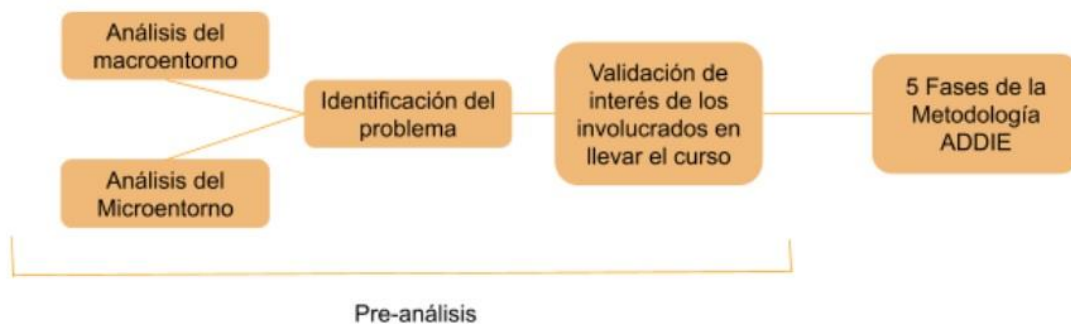 Análisis del
macroentorno
Análisis del
Microentorno
Identificación del
problema
Validación de
interés de los
involucrados en
llevar el curso
5 Fases de la
Metodología
ADDIE
Pre-análisis